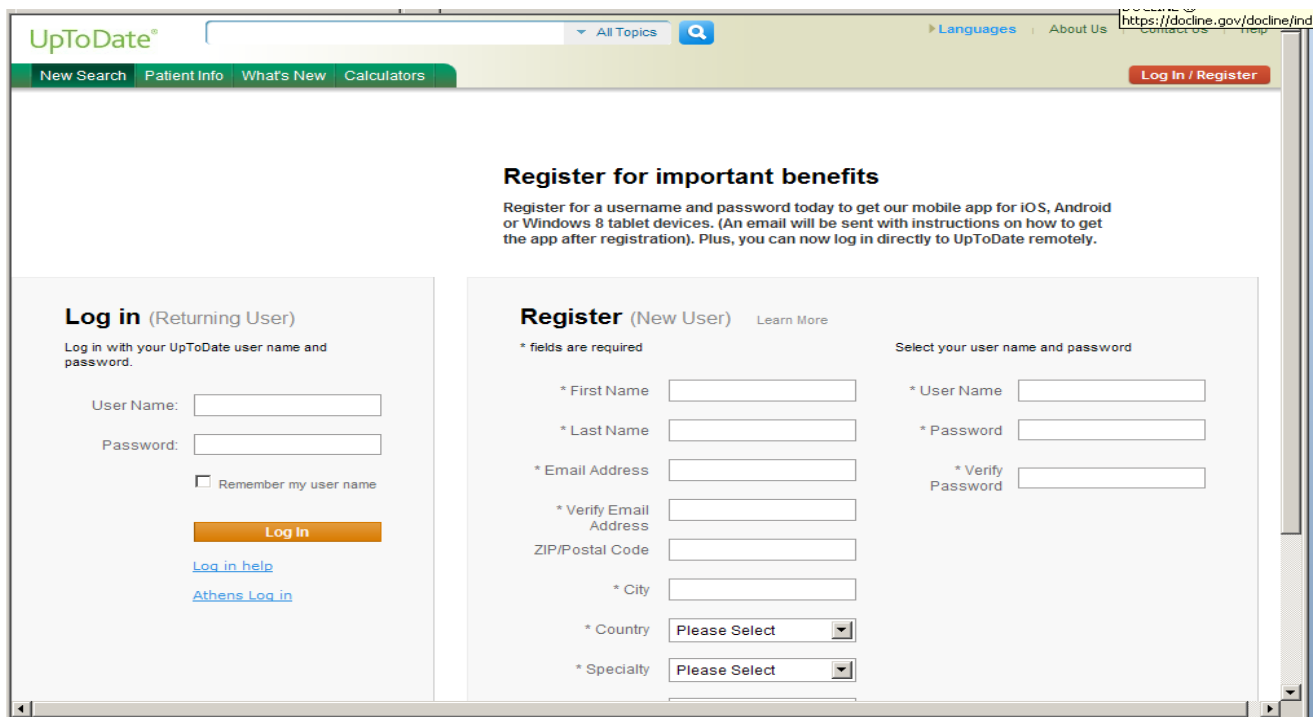 DOCLINE ®
https://docline.gov/docline/ind
UpToDate®
All Topics
Languages About Us Contact Us Help
New Search Patient Info What's New Calculators
Log In / Register
Register for important benefits
Register for a username and password today to get our mobile app for iOS, Android
or Windows 8 tablet devices. (An email will be sent with instructions on how to get
the app after registration). Plus, you can now log in directly to UpToDate remotely.
Log in (Returning User)
Log in with your UpToDate user name and
password.
User Name:
Password:
Remember my user name
Log In
Log in help
Athens Log in
Register (New User) Learn More
* fields are required
* First Name
* Last Name
* Email Address
* Verify Email
Address
ZIP/Postal Code
* City
* Country Please Select
* Specialty Please Select
Select your user name and password
* User Name
* Password
* Verify
Password